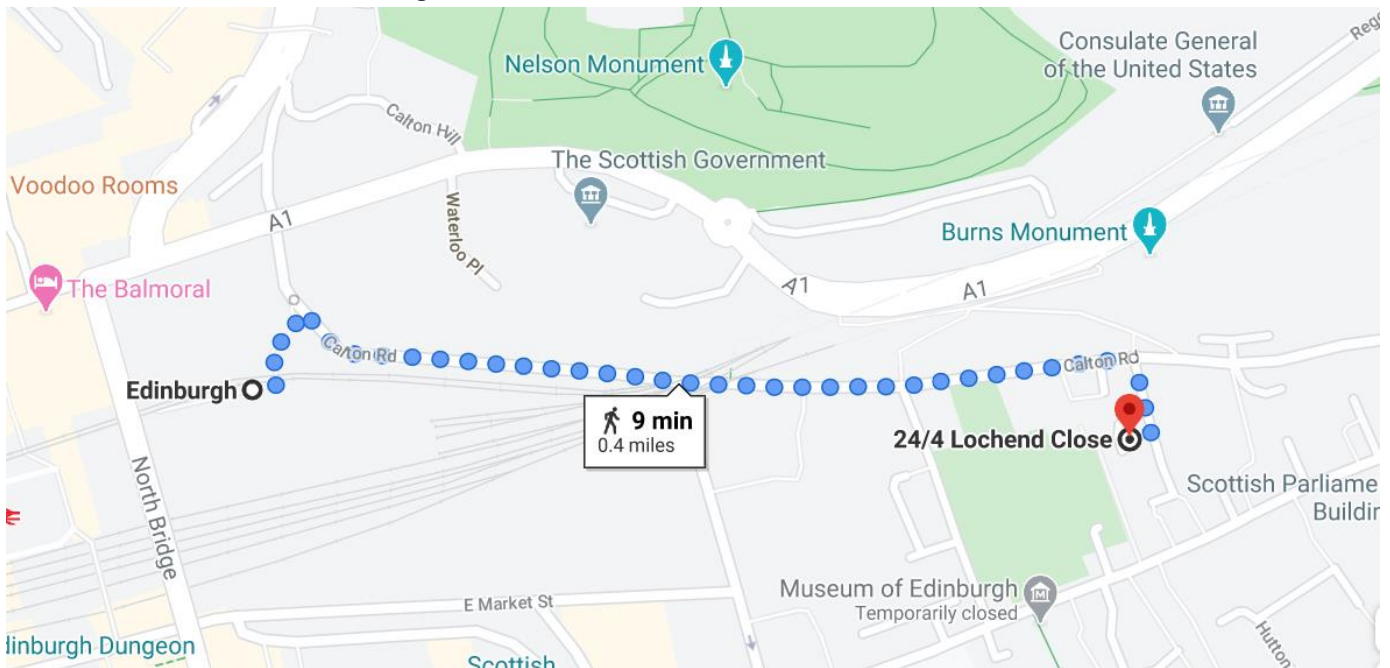 Nelson Monument
Consulate General
of the United States
Calton Hill
The Scottish Government
Voodoo Rooms
A1
Waterloo Pl
Burns Monument
The Balmoral
A1
A1
Calton Rd
Calton Rd
Edinburgh
9 min
0.4 miles
24/4 Lochend Close
North Bridge
Scottish Parliame
Buildin
Museum of Edinburgh
Temporarily closed
E Market St
dinburgh Dungeon
Scottish
Hutton